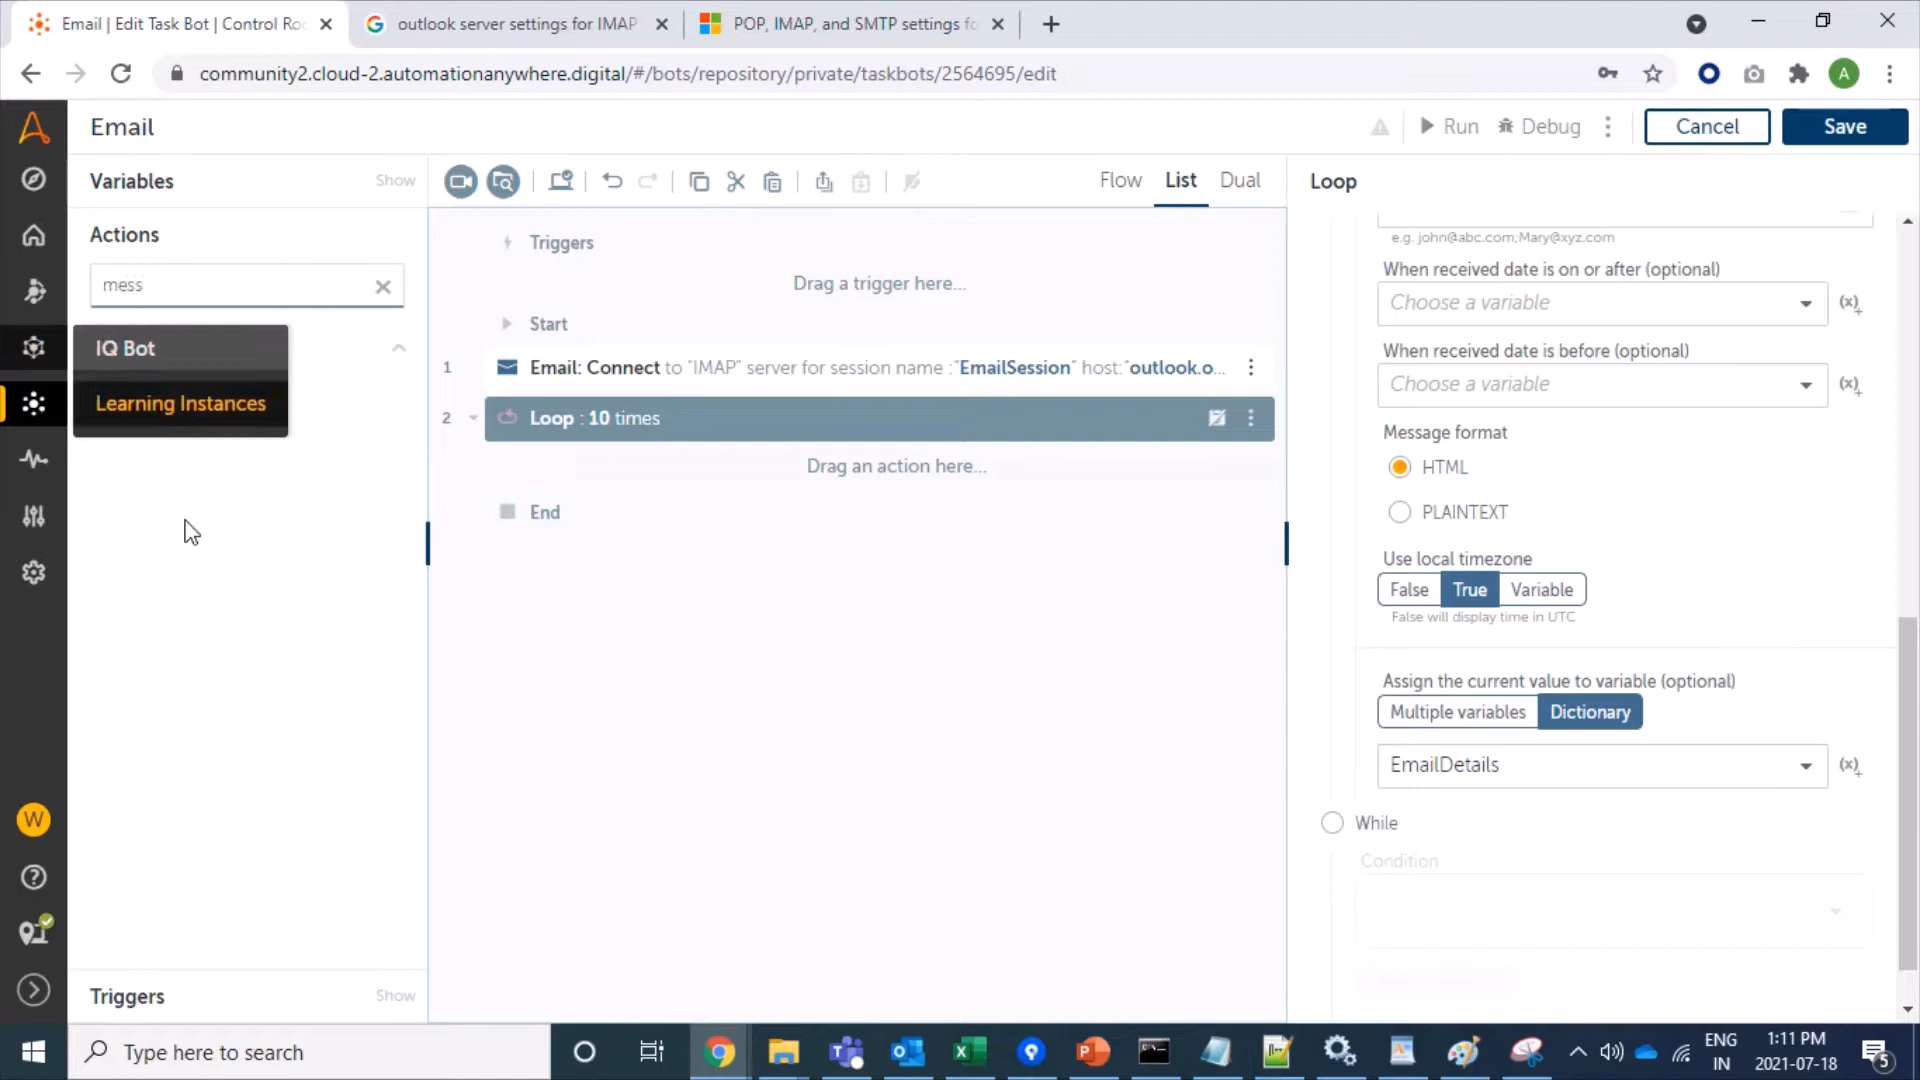 Email | Edit Task Bot | Control Ro
outlook server settings for IMAP
POP, IMAP, and SMTP settings fo
community2.cloud-2.automationanywhere.digital/#/bots/repository/private/taskbots/2564695/edit
A
Email
Run
Debug
Cancel
Save
Variables
Show
Flow
List
Dual
Loop
Actions
mess
IQ Bot
Learning Instances
Triggers
Drag a trigger here...
Start
1
Email: Connect to "IMAP" server for session name :"EmailSession" host:"outlook.o...
2
Loop : 10 times
Drag an action here...
End
e.g. john@abc.com;Mary@xyz.com
When received date is on or after (optional)
Choose a variable
(x)+
When received date is before (optional)
Choose a variable
(x)+
Message format
HTML
PLAINTEXT
Use local timezone
False
True
Variable
False will display time in UTC
Assign the current value to variable (optional)
Multiple variables
Dictionary
EmailDetails
(x)+
While
Condition
W
Triggers
Show
Type here to search
ENG
IN
1:11 PM
2021-07-18
5